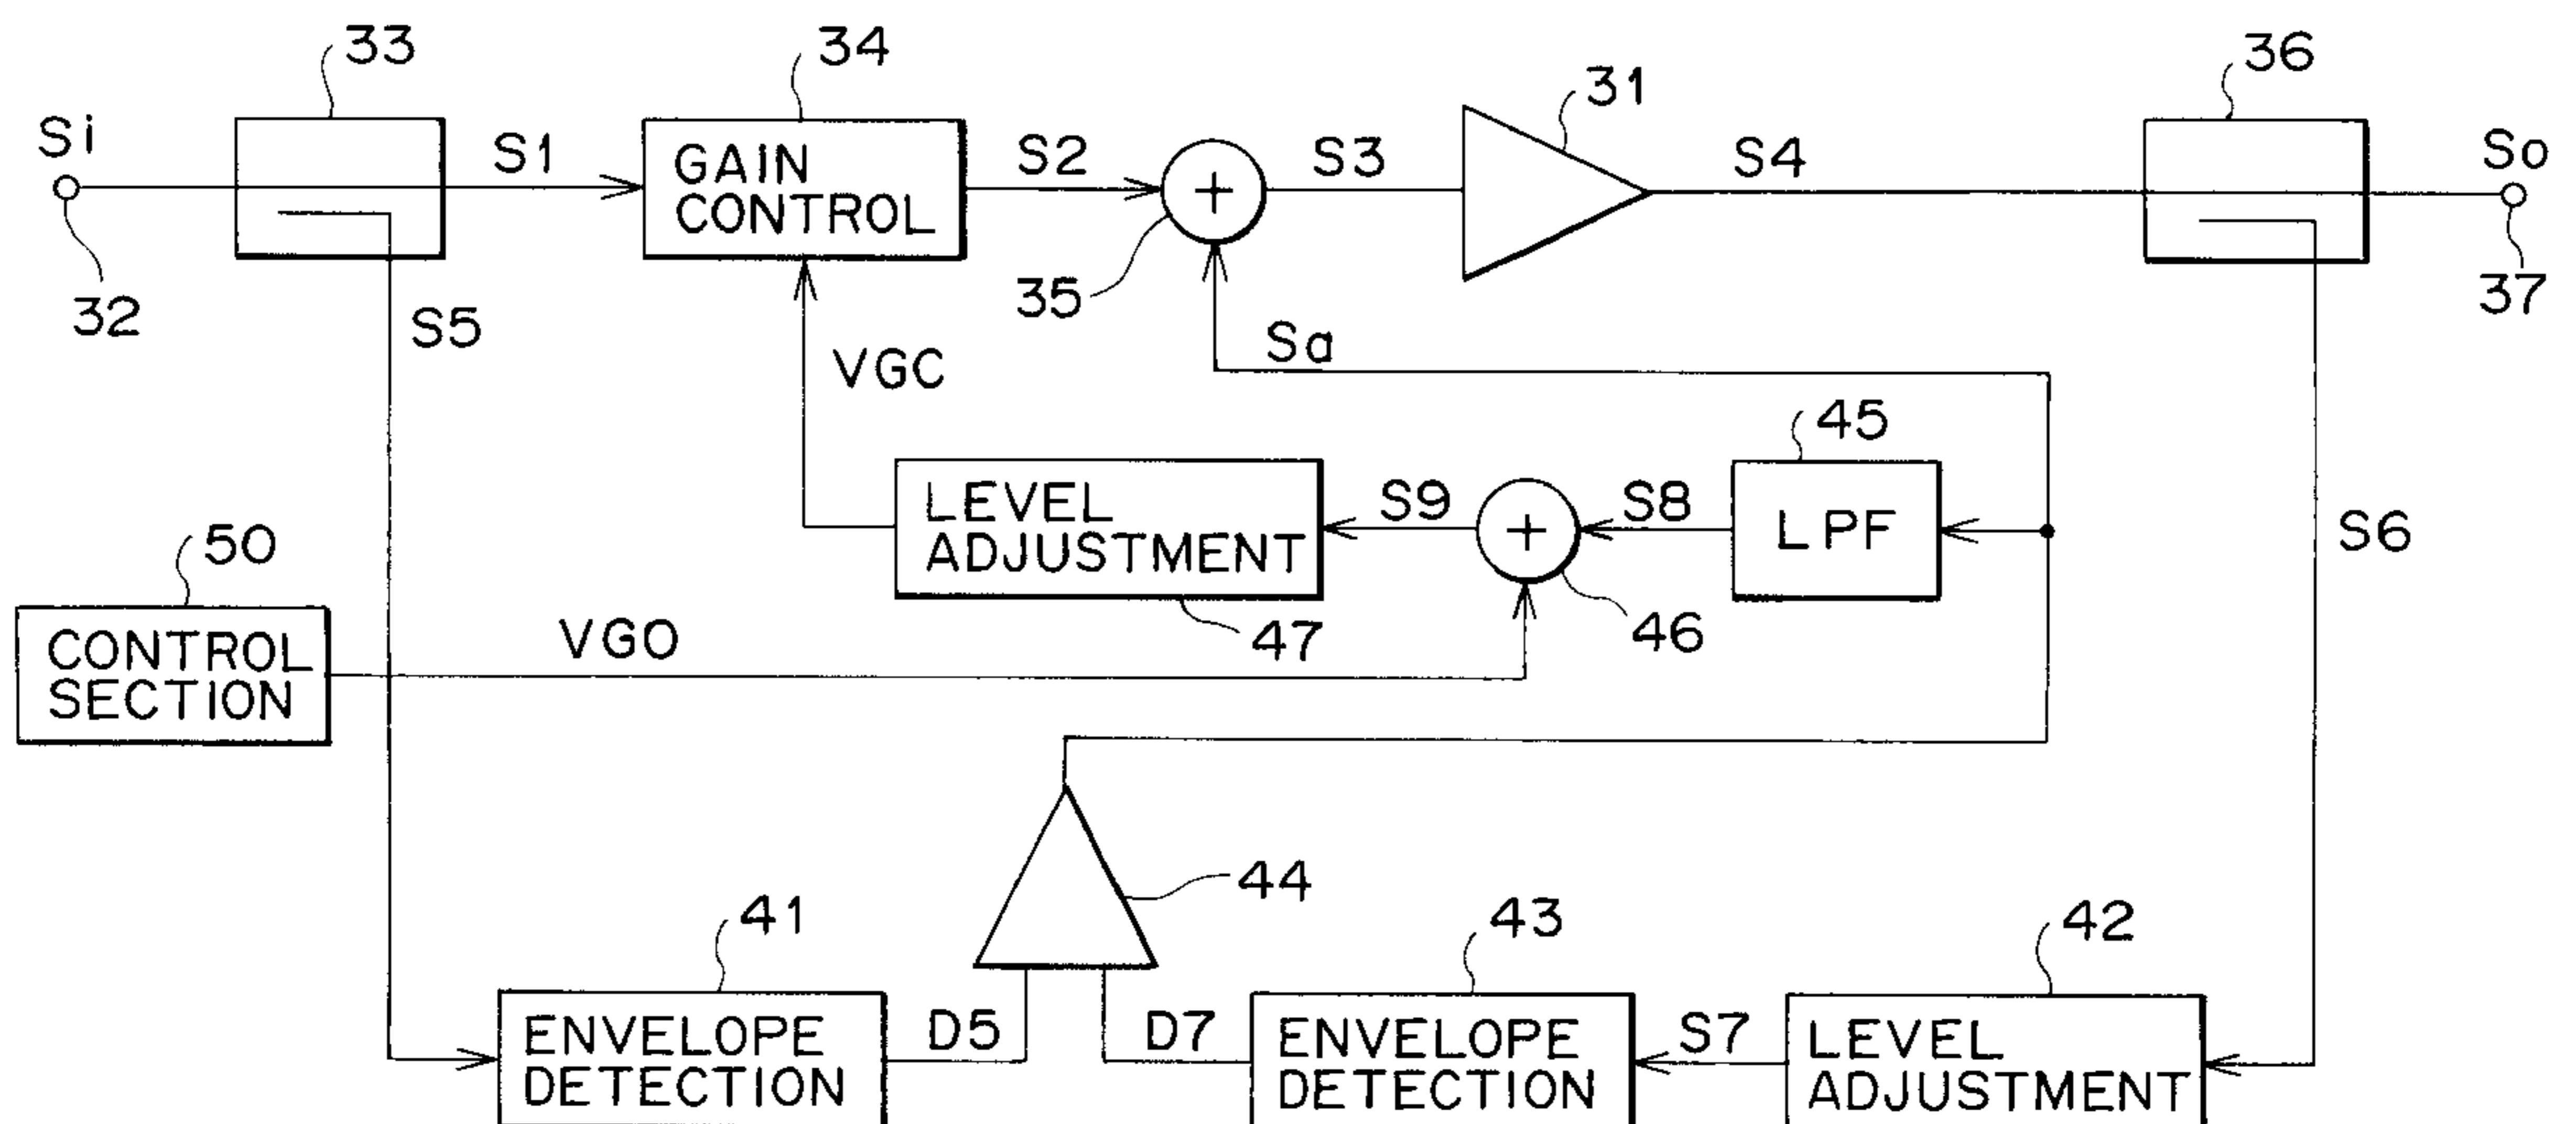 33
34
31
36
Si
S1
GAIN
CONTROL
S2
S3
S4
So
32
S5
35
37
VGC
Sa
45
LEVEL
ADJUSTMENT
S9
S8
LPF
S6
50
47
46
CONTROL
SECTION
VGO
44
41
43
42
ENVELOPE
DETECTION
D5
D7
ENVELOPE
DETECTION
S7
LEVEL
ADJUSTMENT